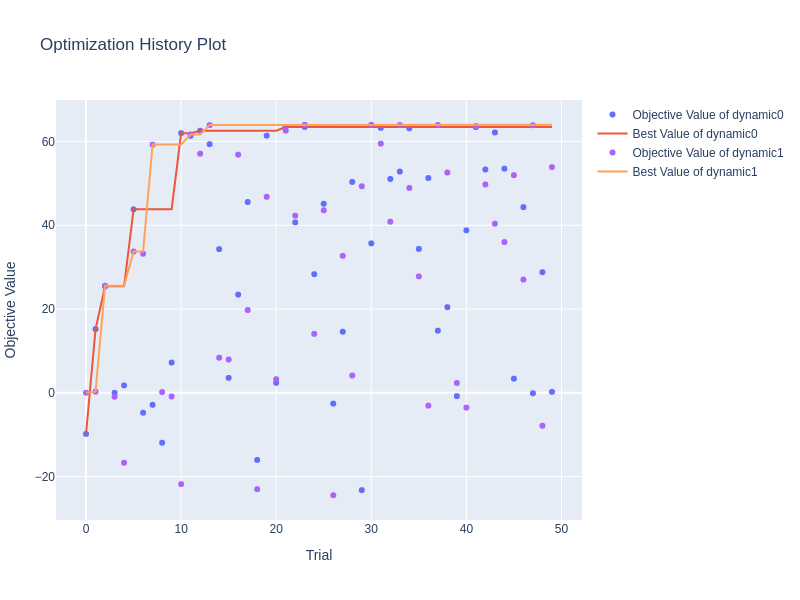 Optimization History Plot
Objective Value of dynamic0
Best Value of dynamic0
Objective Value of dynamic1
Best Value of dynamic1
60
40
20
0
−20
Objective Value
0
10
20
30
40
50
Trial